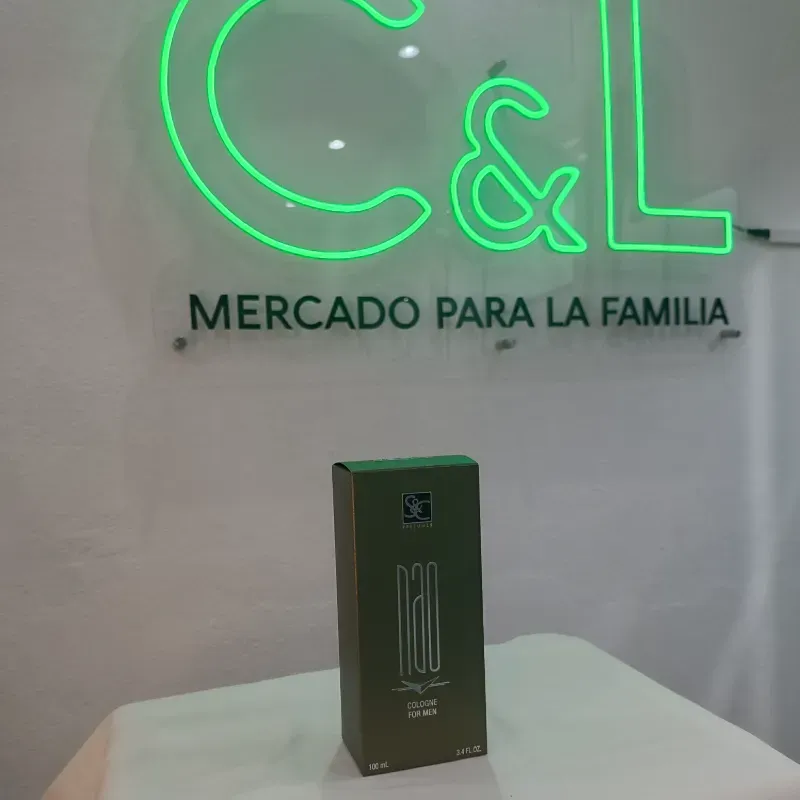 C&L
MERCADO PARA LA FAMILIA
S&C
nao
COLOGNE
FOR MEN
100 mL
3.4 FL.OZ.